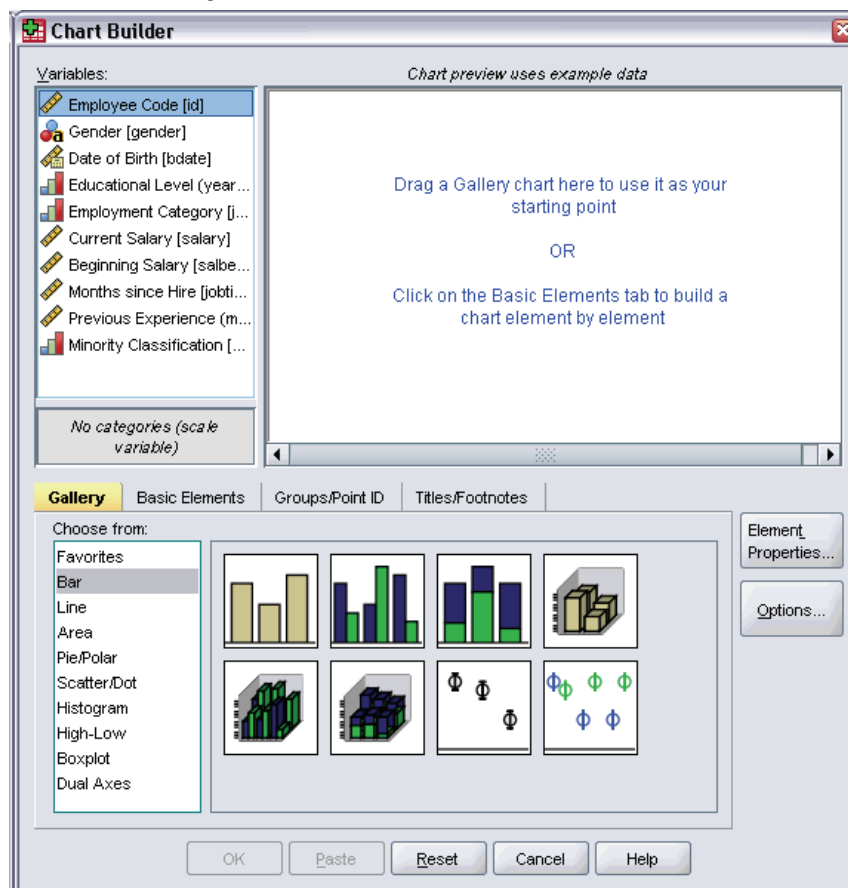 Chart Builder
Variables:
Chart preview uses example data
Employee Code [id]
Gender [gender]
Date of Birth [bdate]
Educational Level (year...
Employment Category [j...
Current Salary [salary]
Beginning Salary [salbe...
Months since Hire [jobti...
Previous Experience (m...
Minority Classification [...
No categories (scale
variable)
Drag a Gallery chart here to use it as your
starting point
OR
Click on the Basic Elements tab to build a
chart element by element
Gallery Basic Elements Groups/Point ID Titles/Footnotes
Choose from:
Favorites
Bar
Line
Area
Pie/Polar
Scatter/Dot
Histogram
High-Low
Boxplot
Dual Axes
Element
Properties...
Options...
OK Paste Reset Cancel Help